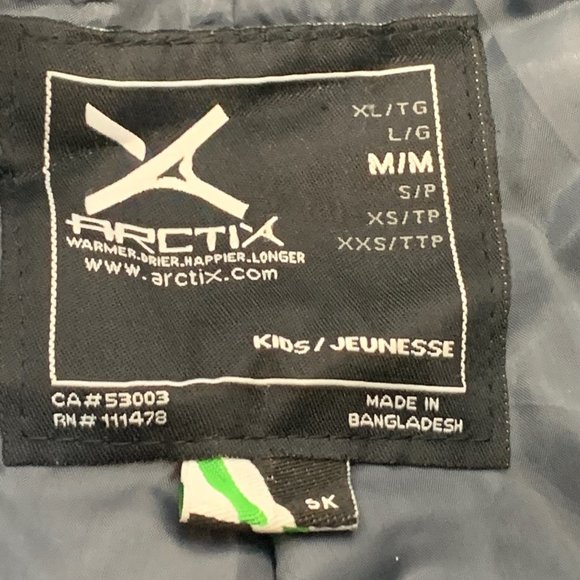 ARCTIX
WARMER.DRIER.HAPPIER.LONGER
www.arctix.com
XL/TG
L/G
M/M
S/P
XS/TP
XXS/TTP
KIDS/JEUNESSE
CA# 53003
RN# 111478
MADE IN
BANGLADESH
SK